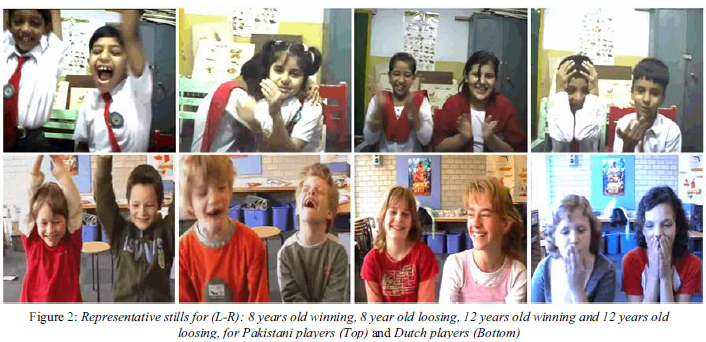 Figure 2: Representative stills for (L-R): 8 years old winning, 8 year old loosing, 12 years old winning and 12 years old
loosing, for Pakistani players (Top) and Dutch players (Bottom)